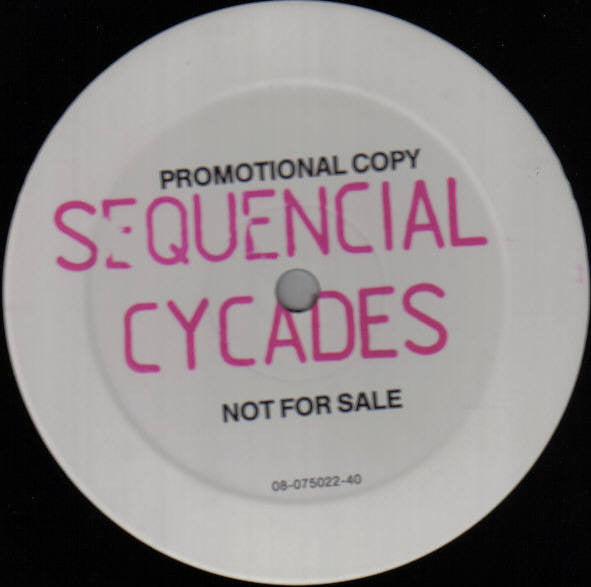 PROMOTIONAL COPY
SEQUENCIAL
CYCADES
NOT FOR SALE
08-075022-40